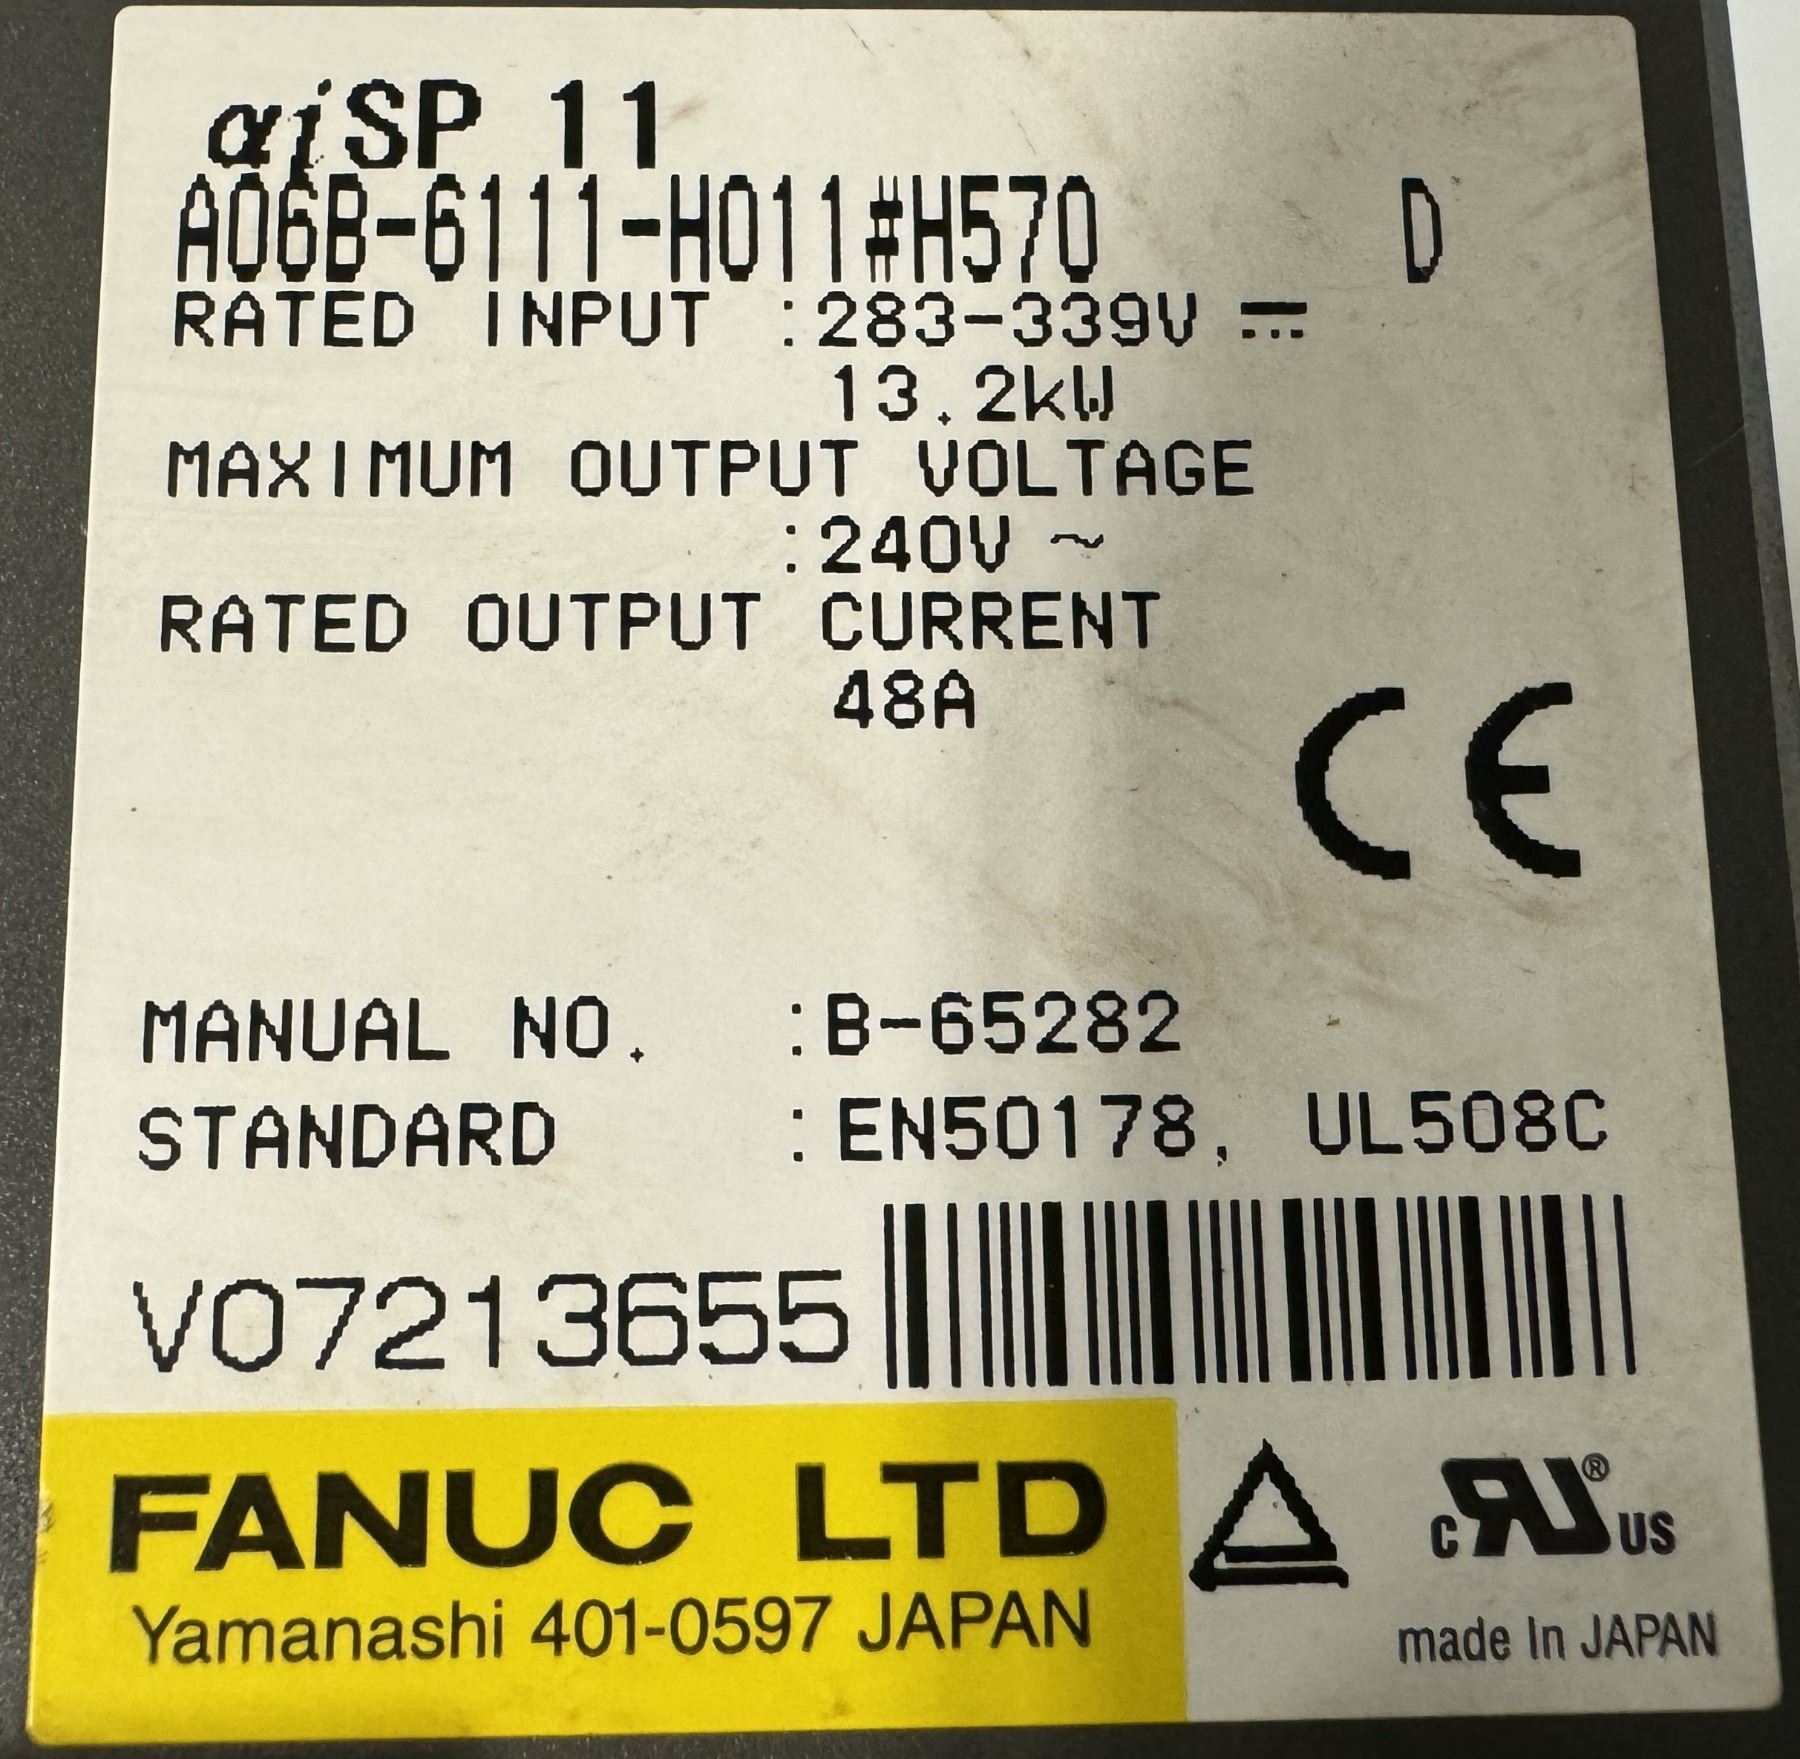 αiSP 11
A06B-6111-H011#H570 D
RATED INPUT :283-339V ⎓
13.2kW
MAXIMUM OUTPUT VOLTAGE
:240V ~
RATED OUTPUT CURRENT
48A
CE
MANUAL NO. :B-65282
STANDARD :EN50178, UL508C
V07213655
FANUC LTD
Yamanashi 401-0597 JAPAN
c RU ® US
made In JAPAN